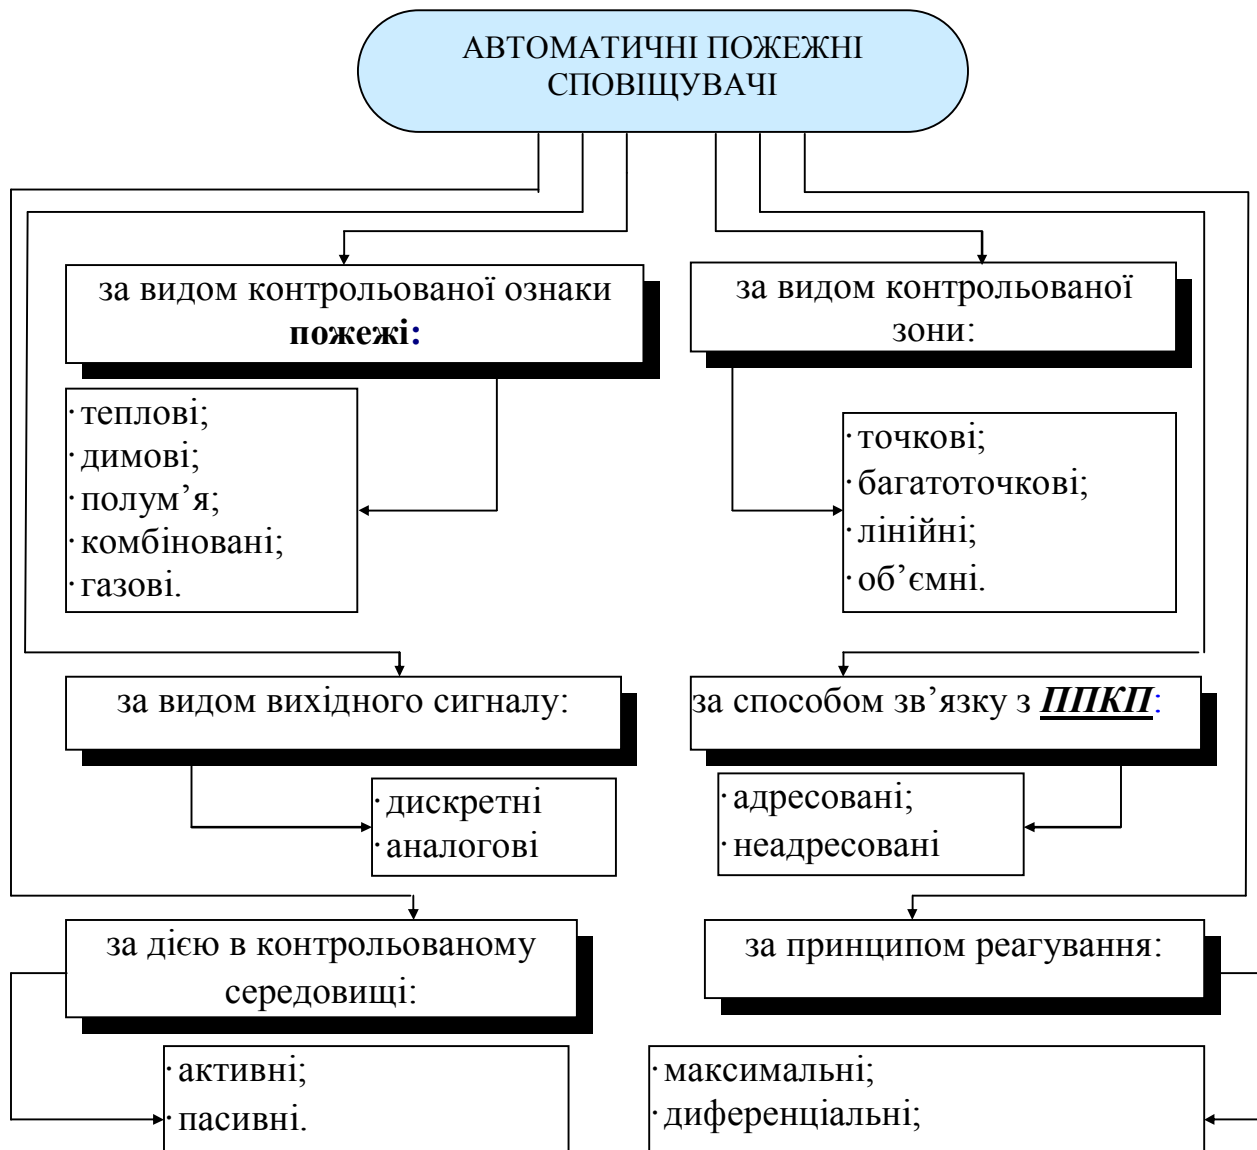 АВТОМАТИЧНІ ПОЖЕЖНІ
СПОВІЩУВАЧІ
за видом контрольованої ознаки
пожежі:
· теплові;
· димові;
· полум’я;
· комбіновані;
· газові.
за видом контрольованої
зони:
· точкові;
· багатоточкові;
· лінійні;
· об’ємні.
за видом вихідного сигналу:
· дискретні
· аналогові
за способом зв’язку з ППКП:
· адресовані;
· неадресовані
за дією в контрольованому
середовищі:
· активні;
· пасивні.
за принципом реагування:
· максимальні;
· диференціальні;